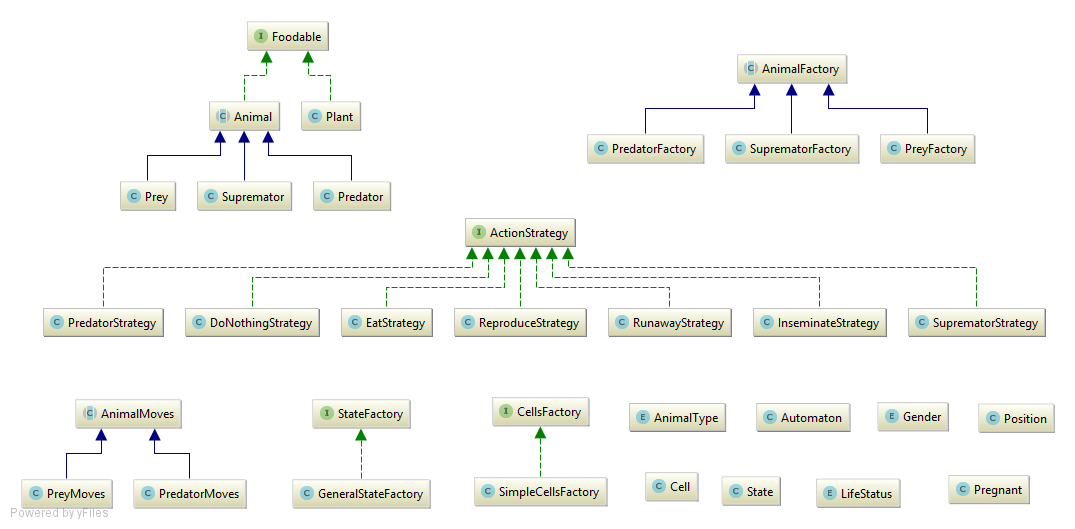 I Foodable
C AnimalFactory
C Animal
C Plant
C PredatorFactory
C SuprematorFactory
C PreyFactory
C Prey
C Supremator
C Predator
I ActionStrategy
C PredatorStrategy
C DoNothingStrategy
C EatStrategy
C ReproduceStrategy
C RunawayStrategy
C InseminateStrategy
C SuprematorStrategy
C AnimalMoves
I StateFactory
I CellsFactory
E AnimalType
C Automaton
E Gender
C Position
C PreyMoves
C PredatorMoves
C GeneralStateFactory
C SimpleCellsFactory
C Cell
C State
E LifeStatus
C Pregnant
Powered by yFiles